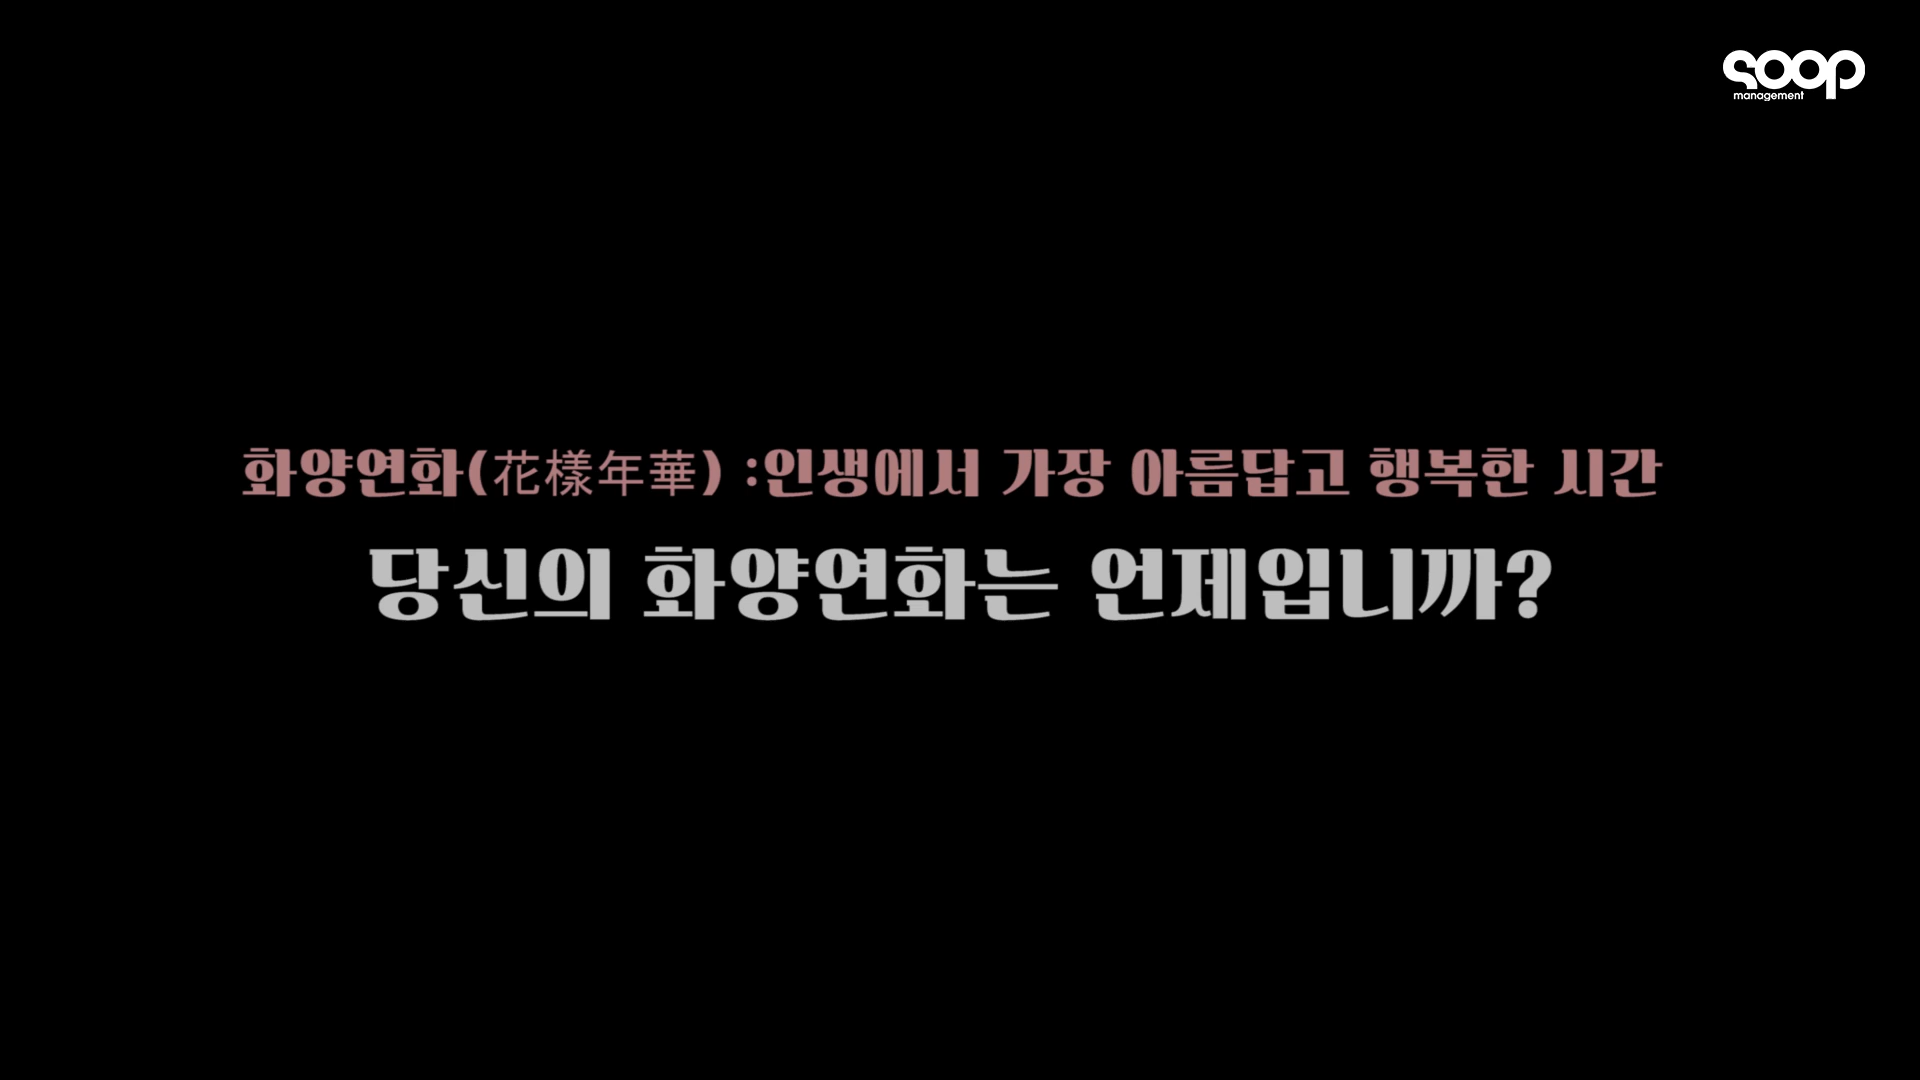 soop
management
화양연화(花樣年華) :인생에서 가장 아름답고 행복한 시간
당신의 화양연화는 언제입니까?